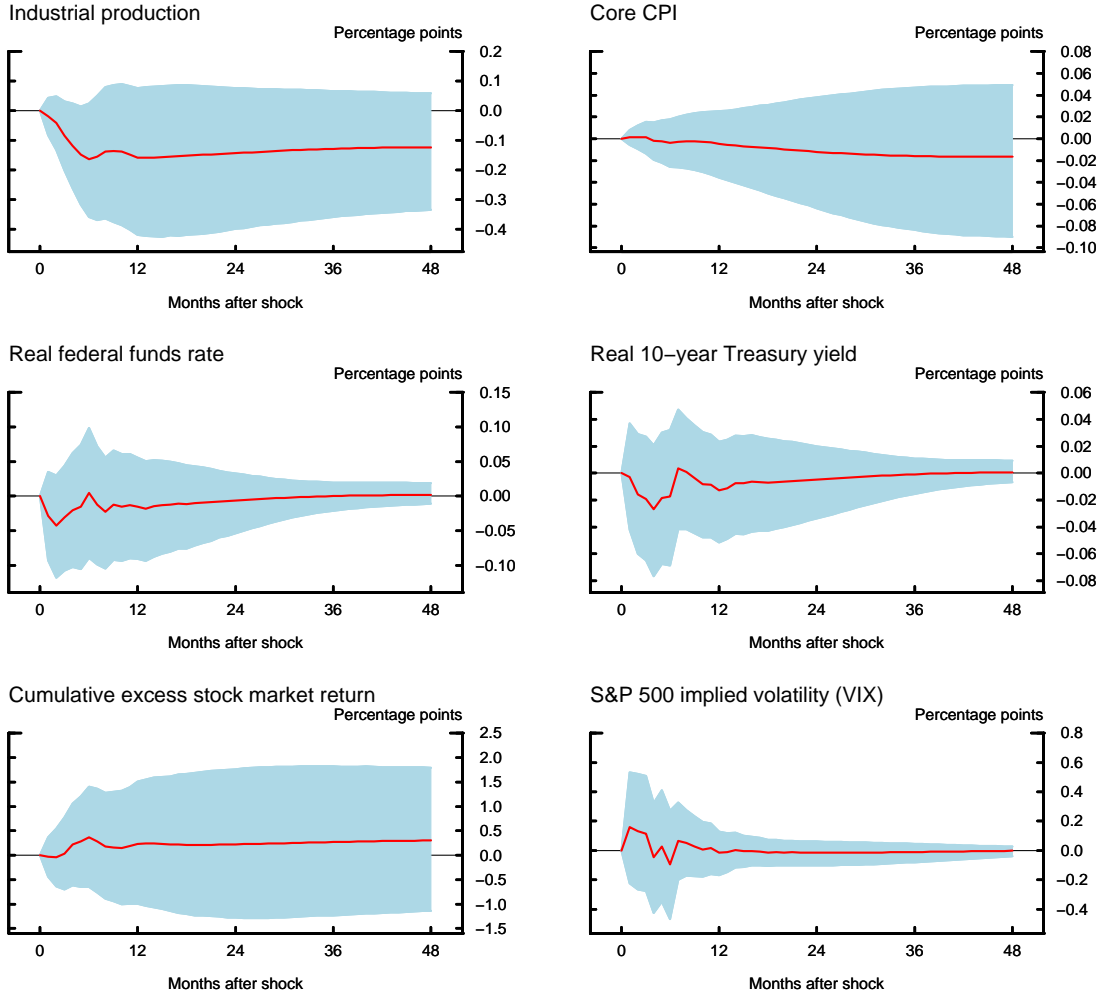 Industrial production
Percentage points
0.2
0.1
0.0
−0.1
−0.2
−0.3
−0.4
0 12 24 36 48
Months after shock
Core CPI
Percentage points
0.08
0.06
0.04
0.02
0.00
−0.02
−0.04
−0.06
−0.08
−0.10
0 12 24 36 48
Months after shock
Real federal funds rate
Percentage points
0.15
0.10
0.05
0.00
−0.05
−0.10
0 12 24 36 48
Months after shock
Real 10−year Treasury yield
Percentage points
0.06
0.04
0.02
0.00
−0.02
−0.04
−0.06
−0.08
0 12 24 36 48
Months after shock
Cumulative excess stock market return
Percentage points
2.5
2.0
1.5
1.0
0.5
0.0
−0.5
−1.0
−1.5
0 12 24 36 48
Months after shock
S&P 500 implied volatility (VIX)
Percentage points
0.8
0.6
0.4
0.2
0.0
−0.2
−0.4
0 12 24 36 48
Months after shock